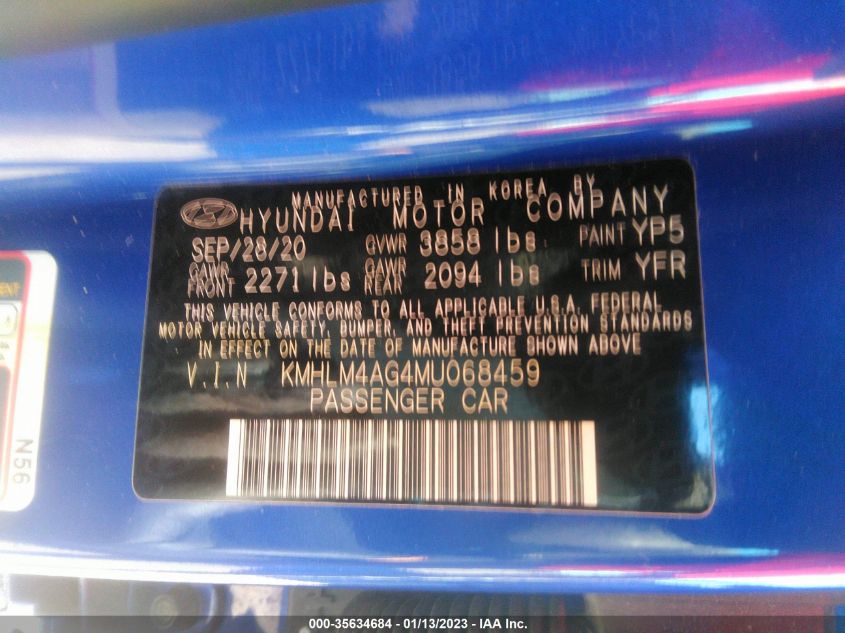 MANUFACTURED IN KOREA BY
HYUNDAI MOTOR COMPANY
SEP/28/20 GVWR 3858 lbs PAINT YP5
GAWR FRONT 2271 lbs GAWR REAR 2094 lbs TRIM YFR
THIS VEHICLE CONFORMS TO ALL APPLICABLE U.S.A. FEDERAL
MOTOR VEHICLE SAFETY, BUMPER, AND THEFT PREVENTION STANDARDS
IN EFFECT ON THE DATE OF MANUFACTURE SHOWN ABOVE
V.I.N KMHLM4AG4MU068459
PASSENGER CAR
N56
000-35634684 - 01/13/2023 - IAA Inc.